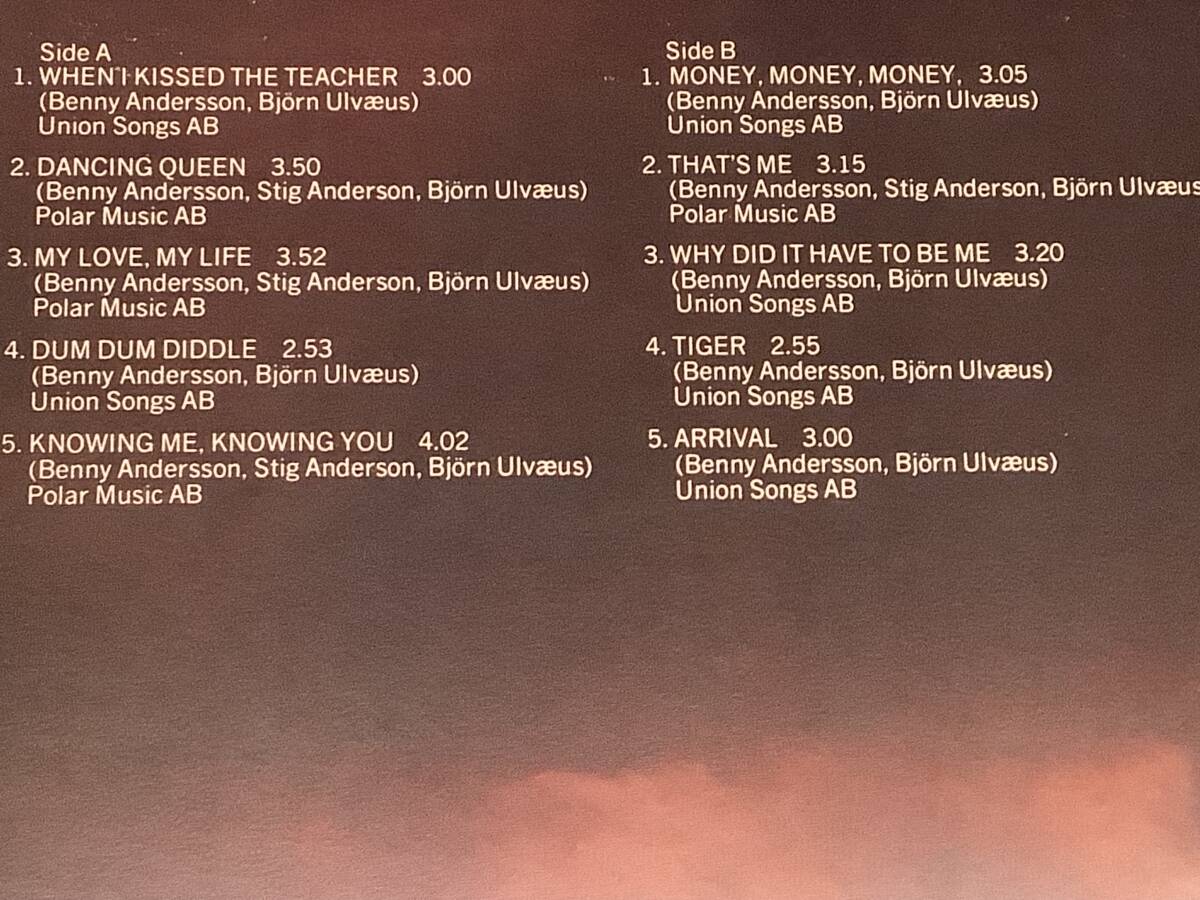 Side A
1. WHEN I KISSED THE TEACHER 3.00
(Benny Andersson, Björn Ulvæus)
Union Songs AB
2. DANCING QUEEN 3.50
(Benny Andersson, Stig Anderson, Björn Ulvæus)
Polar Music AB
3. MY LOVE, MY LIFE 3.52
(Benny Andersson, Stig Anderson, Björn Ulvæus)
Polar Music AB
4. DUM DUM DIDDLE 2.53
(Benny Andersson, Björn Ulvæus)
Union Songs AB
5. KNOWING ME, KNOWING YOU 4.02
(Benny Andersson, Stig Anderson, Björn Ulvæus)
Polar Music AB
Side B
1. MONEY, MONEY, MONEY, 3.05
(Benny Andersson, Björn Ulvæus)
Union Songs AB
2. THAT'S ME 3.15
(Benny Andersson, Stig Anderson, Björn Ulvæus
Polar Music AB
3. WHY DID IT HAVE TO BE ME 3.20
(Benny Andersson, Björn Ulvæus)
Union Songs AB
4. TIGER 2.55
(Benny Andersson, Björn Ulvæus)
Union Songs AB
5. ARRIVAL 3.00
(Benny Andersson, Björn Ulvæus)
Union Songs AB